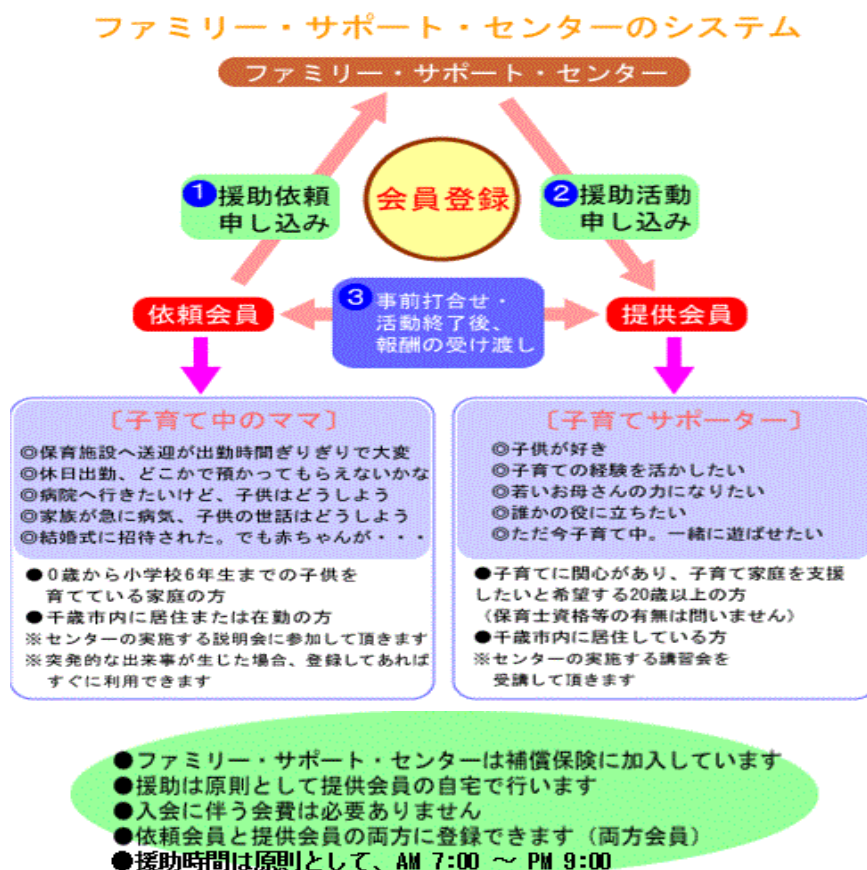 ファミリー・サポート・センターのシステム
ファミリー・サポート・センター
会員登録
①援助依頼
申し込み
②援助活動
申し込み
③事前打合せ・
活動終了後、
報酬の受け渡し
依頼会員
提供会員
〔子育て中のママ〕
◎保育施設へ送迎が出勤時間ぎりぎりで大変
◎休日出勤、どこかで預かってもらえないかな
◎病院へ行きたいけど、子供はどうしよう
◎家族が急に病気、子供の世話はどうしよう
◎結婚式に招待された。でも赤ちゃんが・・・
●0歳から小学校6年生までの子供を
育てている家庭の方
●千歳市内に居住または在勤の方
※センターの実施する説明会に参加して頂きます
※突発的な出来事が生じた場合、登録してあれば
すぐに利用できます
〔子育てサポーター〕
◎子供が好き
◎子育ての経験を活かしたい
◎若いお母さんの力になりたい
◎誰かの役に立ちたい
◎ただ今子育て中。一緒に遊ばせたい
●子育てに関心があり、子育て家庭を支援
したいと希望する20歳以上の方
（保育士資格等の有無は問いません）
●千歳市内に居住している方
※センターの実施する講習会を
受講して頂きます
●ファミリー・サポート・センターは補償保険に加入しています
●援助は原則として提供会員の自宅で行います
●入会に伴う会費は必要ありません
●依頼会員と提供会員の両方に登録できます（両方会員）
●援助時間は原則として、AM 7:00 ～ PM 9:00